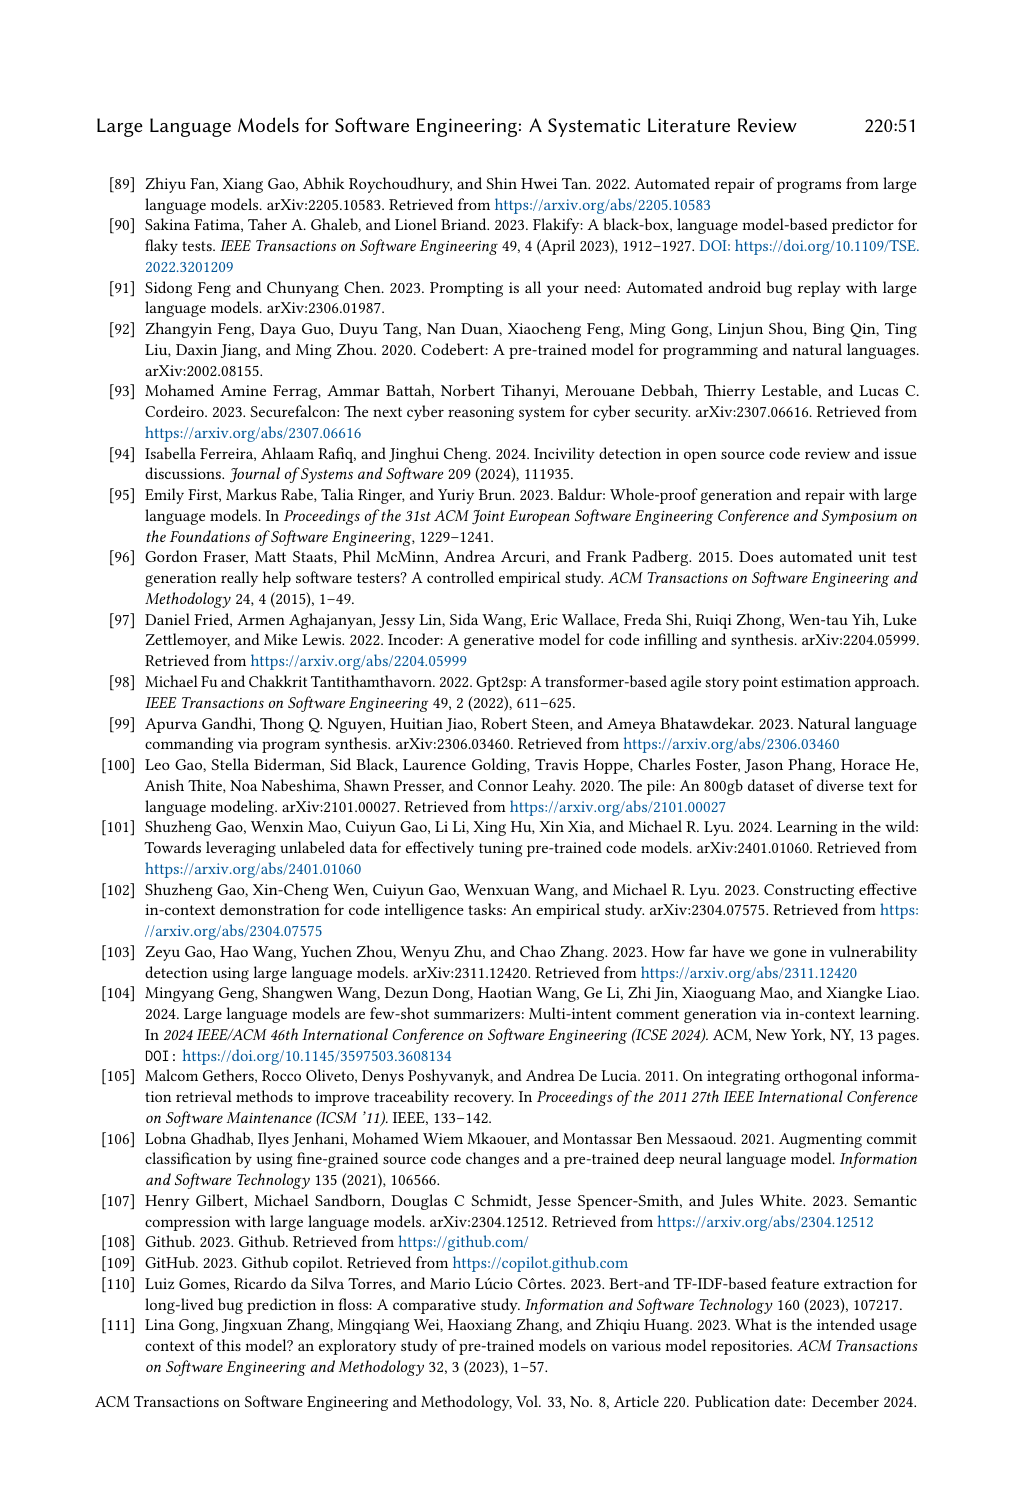 Large Language Models for Software Engineering: A Systematic Literature Review 220:51
[89] Zhiyu Fan, Xiang Gao, Abhik Roychoudhury, and Shin Hwei Tan. 2022. Automated repair of programs from large
language models. arXiv:2205.10583. Retrieved from https://arxiv.org/abs/2205.10583
[90] Sakina Fatima, Taher A. Ghaleb, and Lionel Briand. 2023. Flakify: A black-box, language model-based predictor for
flaky tests. IEEE Transactions on Software Engineering 49, 4 (April 2023), 1912–1927. DOI: https://doi.org/10.1109/TSE.
2022.3201209
[91] Sidong Feng and Chunyang Chen. 2023. Prompting is all your need: Automated android bug replay with large
language models. arXiv:2306.01987.
[92] Zhangyin Feng, Daya Guo, Duyu Tang, Nan Duan, Xiaocheng Feng, Ming Gong, Linjun Shou, Bing Qin, Ting
Liu, Daxin Jiang, and Ming Zhou. 2020. Codebert: A pre-trained model for programming and natural languages.
arXiv:2002.08155.
[93] Mohamed Amine Ferrag, Ammar Battah, Norbert Tihanyi, Merouane Debbah, Thierry Lestable, and Lucas C.
Cordeiro. 2023. Securefalcon: The next cyber reasoning system for cyber security. arXiv:2307.06616. Retrieved from
https://arxiv.org/abs/2307.06616
[94] Isabella Ferreira, Ahlaam Rafiq, and Jinghui Cheng. 2024. Incivility detection in open source code review and issue
discussions. Journal of Systems and Software 209 (2024), 111935.
[95] Emily First, Markus Rabe, Talia Ringer, and Yuriy Brun. 2023. Baldur: Whole-proof generation and repair with large
language models. In Proceedings of the 31st ACM Joint European Software Engineering Conference and Symposium on
the Foundations of Software Engineering, 1229–1241.
[96] Gordon Fraser, Matt Staats, Phil McMinn, Andrea Arcuri, and Frank Padberg. 2015. Does automated unit test
generation really help software testers? A controlled empirical study. ACM Transactions on Software Engineering and
Methodology 24, 4 (2015), 1–49.
[97] Daniel Fried, Armen Aghajanyan, Jessy Lin, Sida Wang, Eric Wallace, Freda Shi, Ruiqi Zhong, Wen-tau Yih, Luke
Zettlemoyer, and Mike Lewis. 2022. Incoder: A generative model for code infilling and synthesis. arXiv:2204.05999.
Retrieved from https://arxiv.org/abs/2204.05999
[98] Michael Fu and Chakkrit Tantithamthavorn. 2022. Gpt2sp: A transformer-based agile story point estimation approach.
IEEE Transactions on Software Engineering 49, 2 (2022), 611–625.
[99] Apurva Gandhi, Thong Q. Nguyen, Huitian Jiao, Robert Steen, and Ameya Bhatawdekar. 2023. Natural language
commanding via program synthesis. arXiv:2306.03460. Retrieved from https://arxiv.org/abs/2306.03460
[100] Leo Gao, Stella Biderman, Sid Black, Laurence Golding, Travis Hoppe, Charles Foster, Jason Phang, Horace He,
Anish Thite, Noa Nabeshima, Shawn Presser, and Connor Leahy. 2020. The pile: An 800gb dataset of diverse text for
language modeling. arXiv:2101.00027. Retrieved from https://arxiv.org/abs/2101.00027
[101] Shuzheng Gao, Wenxin Mao, Cuiyun Gao, Li Li, Xing Hu, Xin Xia, and Michael R. Lyu. 2024. Learning in the wild:
Towards leveraging unlabeled data for effectively tuning pre-trained code models. arXiv:2401.01060. Retrieved from
https://arxiv.org/abs/2401.01060
[102] Shuzheng Gao, Xin-Cheng Wen, Cuiyun Gao, Wenxuan Wang, and Michael R. Lyu. 2023. Constructing effective
in-context demonstration for code intelligence tasks: An empirical study. arXiv:2304.07575. Retrieved from https:
//arxiv.org/abs/2304.07575
[103] Zeyu Gao, Hao Wang, Yuchen Zhou, Wenyu Zhu, and Chao Zhang. 2023. How far have we gone in vulnerability
detection using large language models. arXiv:2311.12420. Retrieved from https://arxiv.org/abs/2311.12420
[104] Mingyang Geng, Shangwen Wang, Dezun Dong, Haotian Wang, Ge Li, Zhi Jin, Xiaoguang Mao, and Xiangke Liao.
2024. Large language models are few-shot summarizers: Multi-intent comment generation via in-context learning.
In 2024 IEEE/ACM 46th International Conference on Software Engineering (ICSE 2024). ACM, New York, NY, 13 pages.
DOI: https://doi.org/10.1145/3597503.3608134
[105] Malcom Gethers, Rocco Oliveto, Denys Poshyvanyk, and Andrea De Lucia. 2011. On integrating orthogonal informa-
tion retrieval methods to improve traceability recovery. In Proceedings of the 2011 27th IEEE International Conference
on Software Maintenance (ICSM ’11). IEEE, 133–142.
[106] Lobna Ghadhab, Ilyes Jenhani, Mohamed Wiem Mkaouer, and Montassar Ben Messaoud. 2021. Augmenting commit
classification by using fine-grained source code changes and a pre-trained deep neural language model. Information
and Software Technology 135 (2021), 106566.
[107] Henry Gilbert, Michael Sandborn, Douglas C Schmidt, Jesse Spencer-Smith, and Jules White. 2023. Semantic
compression with large language models. arXiv:2304.12512. Retrieved from https://arxiv.org/abs/2304.12512
[108] Github. 2023. Github. Retrieved from https://github.com/
[109] GitHub. 2023. Github copilot. Retrieved from https://copilot.github.com
[110] Luiz Gomes, Ricardo da Silva Torres, and Mario Lúcio Côrtes. 2023. Bert-and TF-IDF-based feature extraction for
long-lived bug prediction in floss: A comparative study. Information and Software Technology 160 (2023), 107217.
[111] Lina Gong, Jingxuan Zhang, Mingqiang Wei, Haoxiang Zhang, and Zhiqiu Huang. 2023. What is the intended usage
context of this model? an exploratory study of pre-trained models on various model repositories. ACM Transactions
on Software Engineering and Methodology 32, 3 (2023), 1–57.
ACM Transactions on Software Engineering and Methodology, Vol. 33, No. 8, Article 220. Publication date: December 2024.